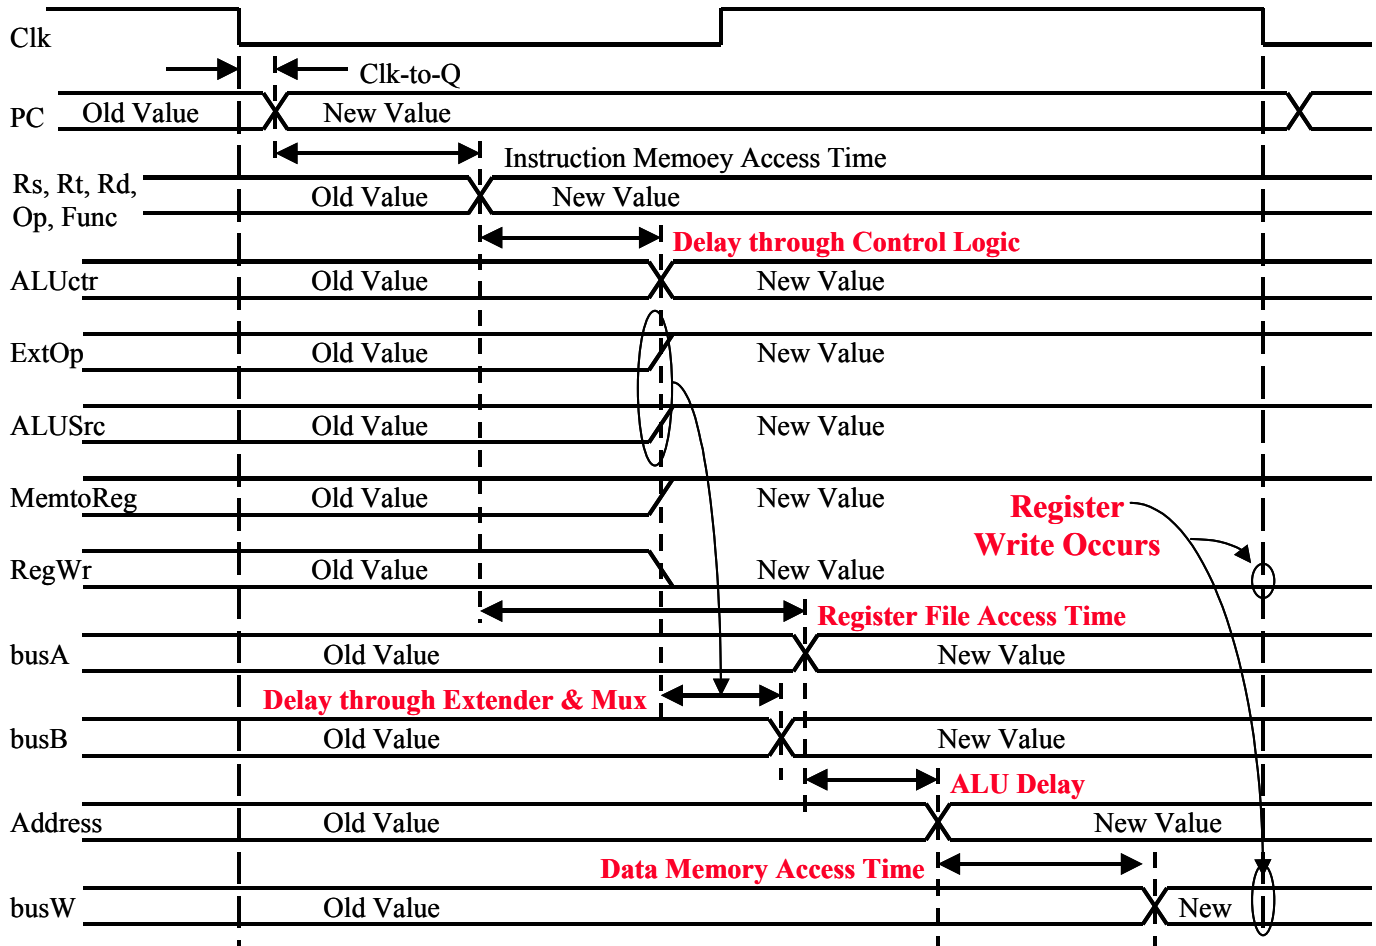 Clk
Clk-to-Q
PC Old Value New Value
Instruction Memoey Access Time
Rs, Rt, Rd,
Op, Func
Old Value New Value
Delay through Control Logic
ALUctr Old Value New Value
ExtOp Old Value New Value
ALUSrc Old Value New Value
MemtoReg Old Value New Value
Register
Write Occurs
RegWr Old Value New Value
Register File Access Time
busA Old Value New Value
Delay through Extender & Mux
busB Old Value New Value
ALU Delay
Address Old Value New Value
Data Memory Access Time
busW Old Value New